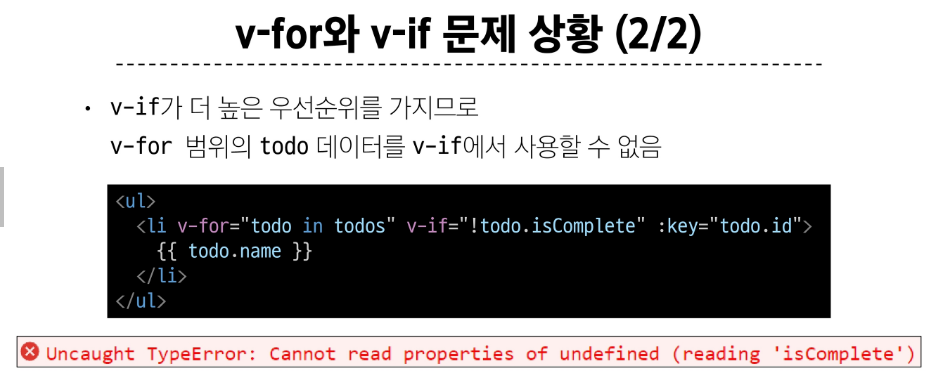 v-for와 v-if 문제 상황 (2/2)
• v-if가 더 높은 우선순위를 가지므로
v-for 범위의 todo 데이터를 v-if에서 사용할 수 없음
<ul>
<li v-for="todo in todos" v-if="!todo.isComplete" :key="todo.id">
{{ todo.name }}
</li>
</ul>
Uncaught TypeError: Cannot read properties of undefined (reading 'isComplete')